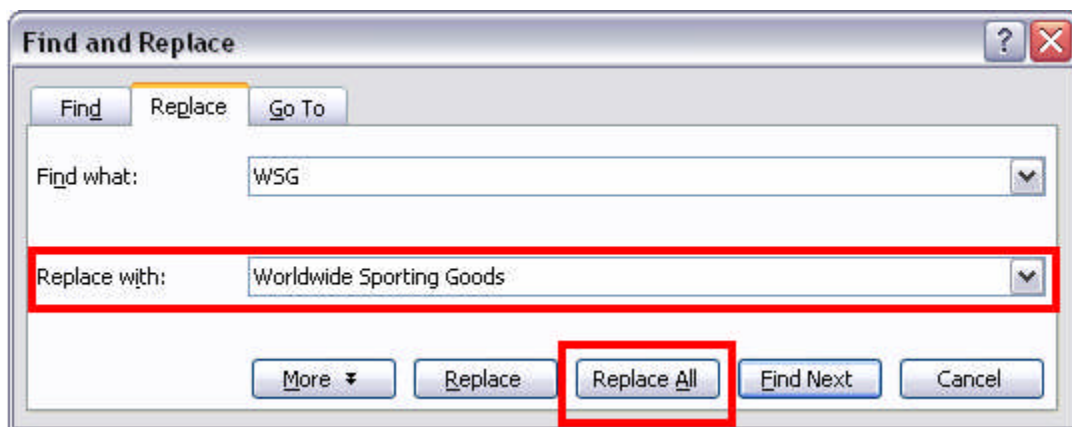 Find and Replace
Find Replace Go To
Find what: WSG
Replace with: Worldwide Sporting Goods
More Replace Replace All Find Next Cancel